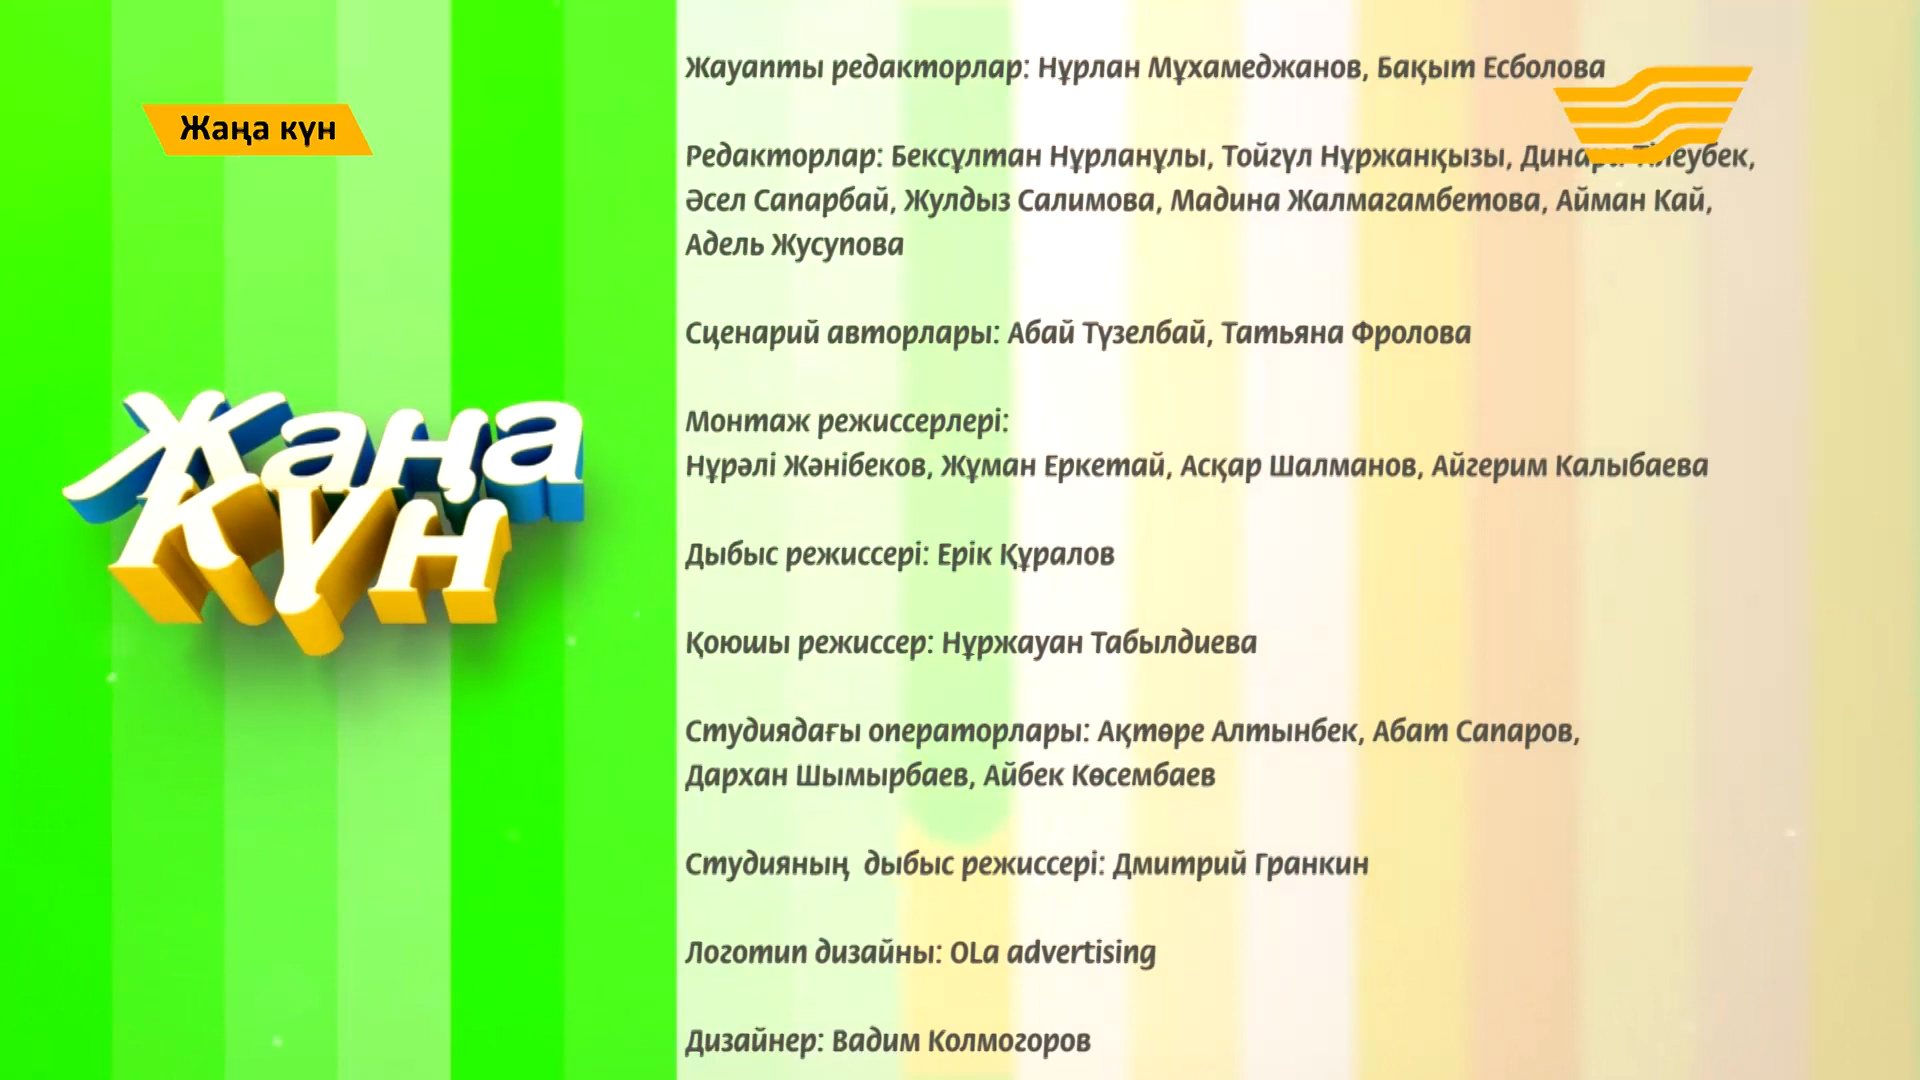 Жаңа күн
Жаңа
Күн
Жауапты редакторлар: Нұрлан Мұхамеджанов, Бақыт Есболова
Редакторлар: Бексұлтан Нұрланұлы, Тойгүл Нұржанқызы, Динара Тілеубек,
Әсел Сапарбай, Жулдыз Салимова, Мадина Жалмагамбетова, Айман Кай,
Адель Жусупова
Сценарий авторлары: Абай Түзелбай, Татьяна Фролова
Монтаж режиссерлері:
Нұрәлі Жәнібеков, Жұман Еркетай, Асқар Шалманов, Айгерим Калыбаева
Дыбыс режиссері: Ерік Құралов
Қоюшы режиссер: Нұржауан Табылдиева
Студиядағы операторлары: Ақтөре Алтынбек, Абат Сапаров,
Дархан Шымырбаев, Айбек Көсембаев
Студияның дыбыс режиссері: Дмитрий Гранкин
Логотип дизайны: OLa advertising
Дизайнер: Вадим Колмогоров